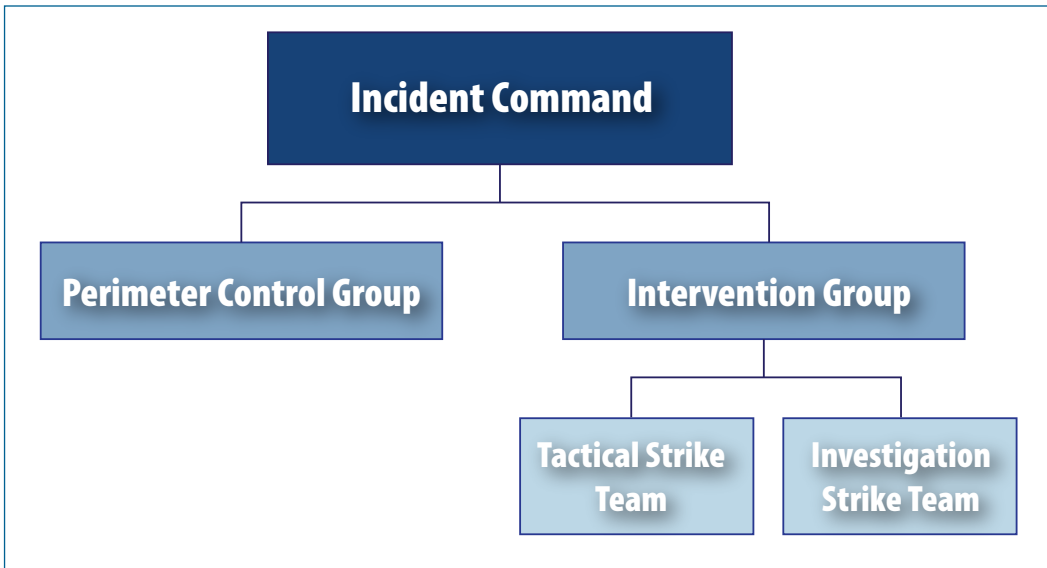 Incident Command
Perimeter Control Group
Intervention Group
Tactical Strike
Team
Investigation
Strike Team